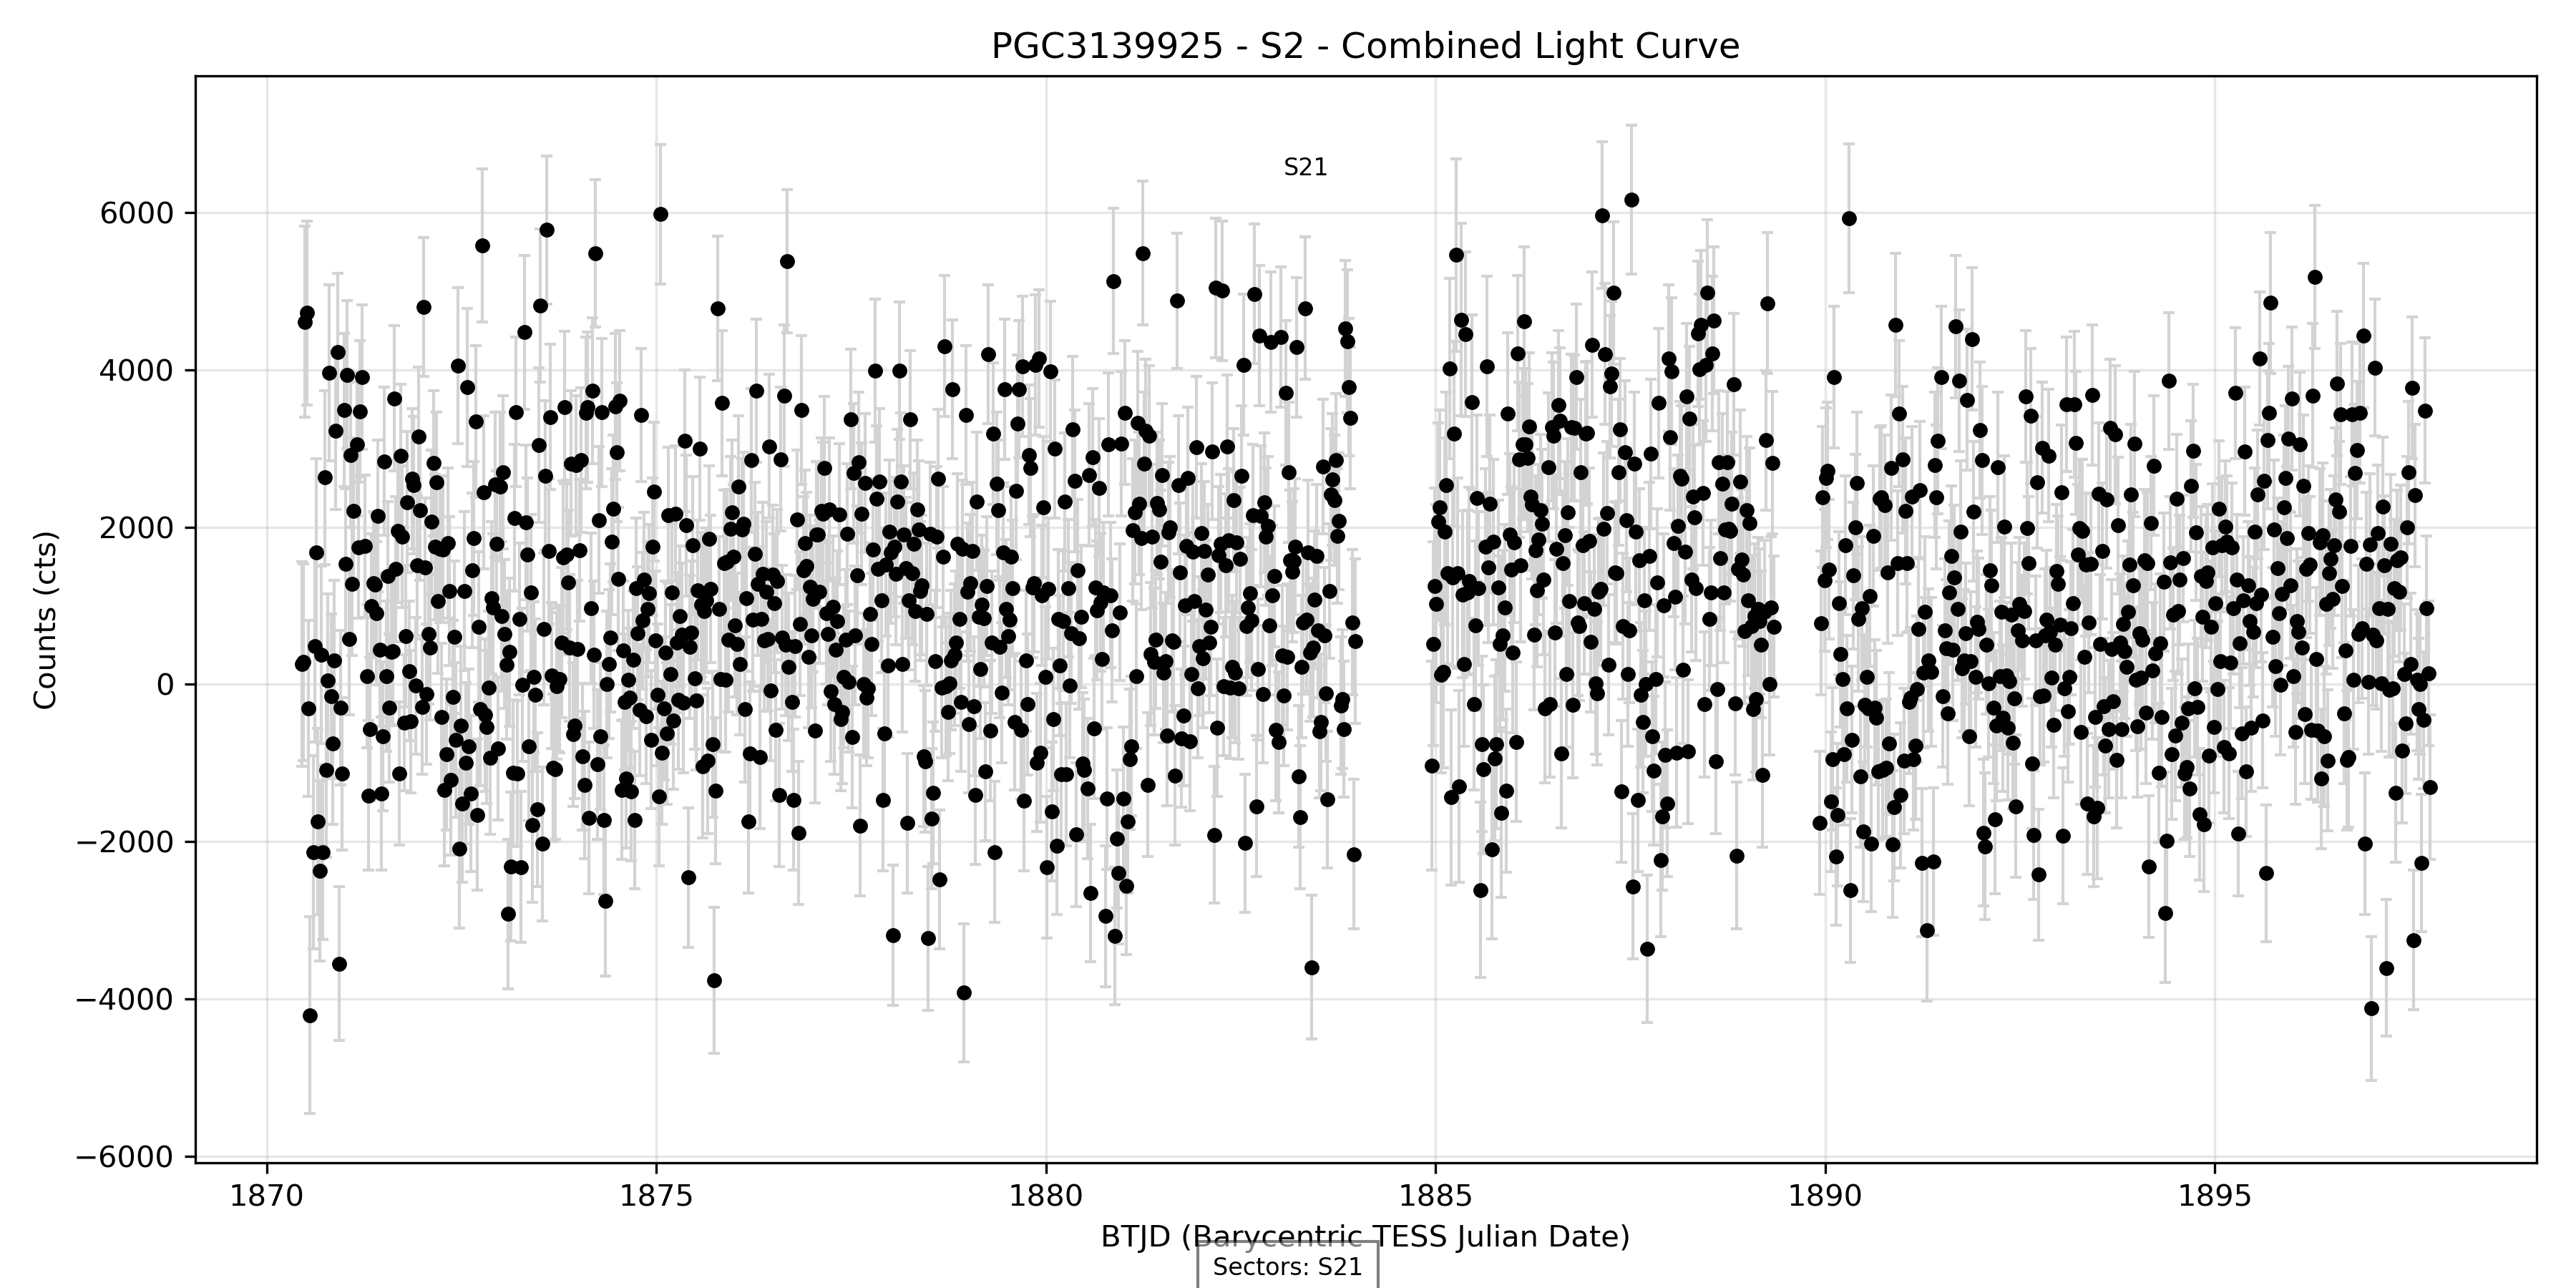 PGC3139925 - S2 - Combined Light Curve
S21
Counts (cts)
6000
4000
2000
0
−2000
−4000
−6000
1870
1875
1880
1885
1890
1895
BTJD (Barycentric TESS Julian Date)
Sectors: S21